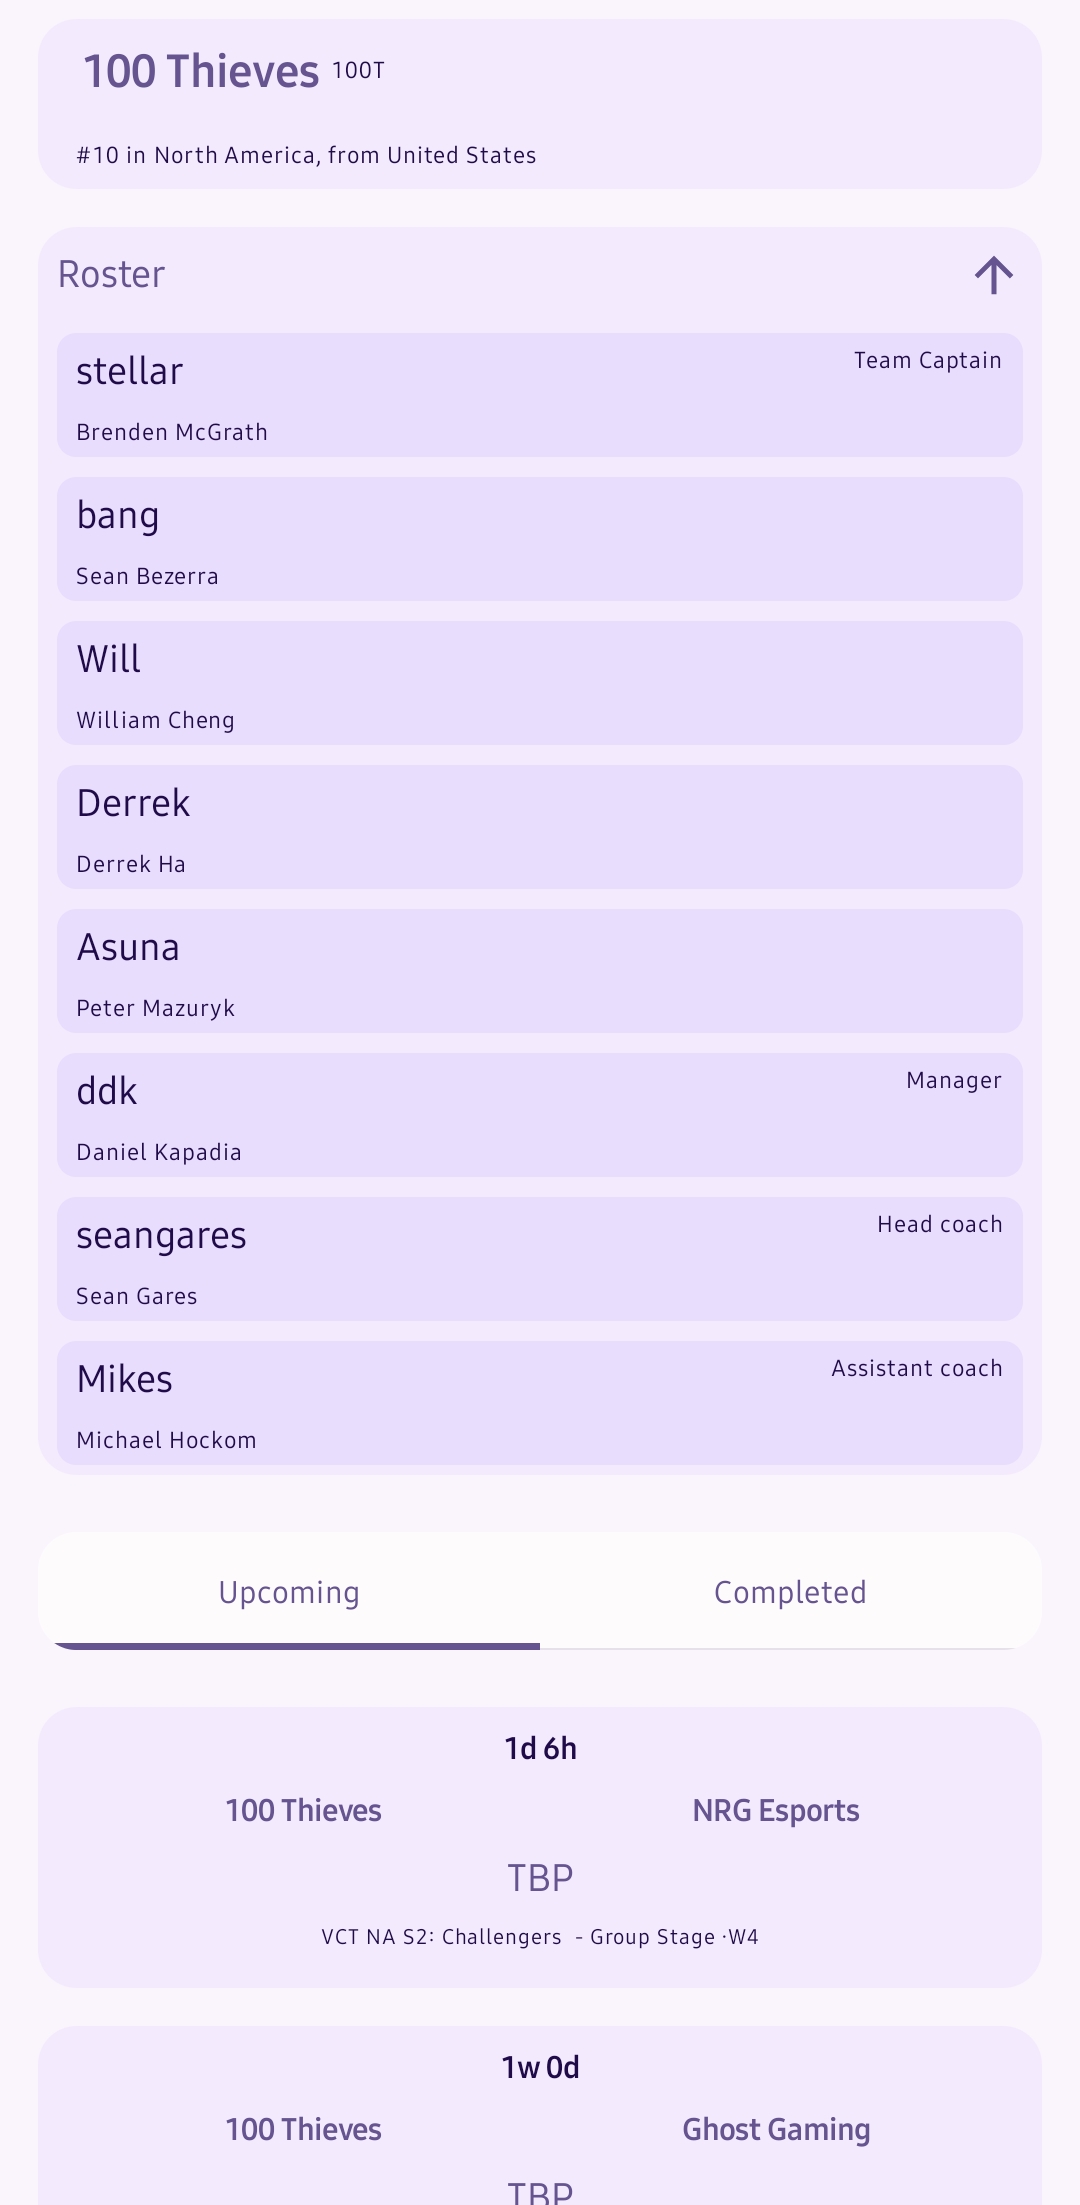 100 Thieves 100T
#10 in North America, from United States
Roster
stellar
Team Captain
Brenden McGrath
bang
Sean Bezerra
Will
William Cheng
Derrek
Derrek Ha
Asuna
Peter Mazuryk
ddk
Manager
Daniel Kapadia
seangares
Head coach
Sean Gares
Mikes
Assistant coach
Michael Hockom
Upcoming
Completed
1d 6h
100 Thieves
NRG Esports
TBP
VCT NA S2: Challengers - Group Stage ·W4
1w 0d
100 Thieves
Ghost Gaming
TBP